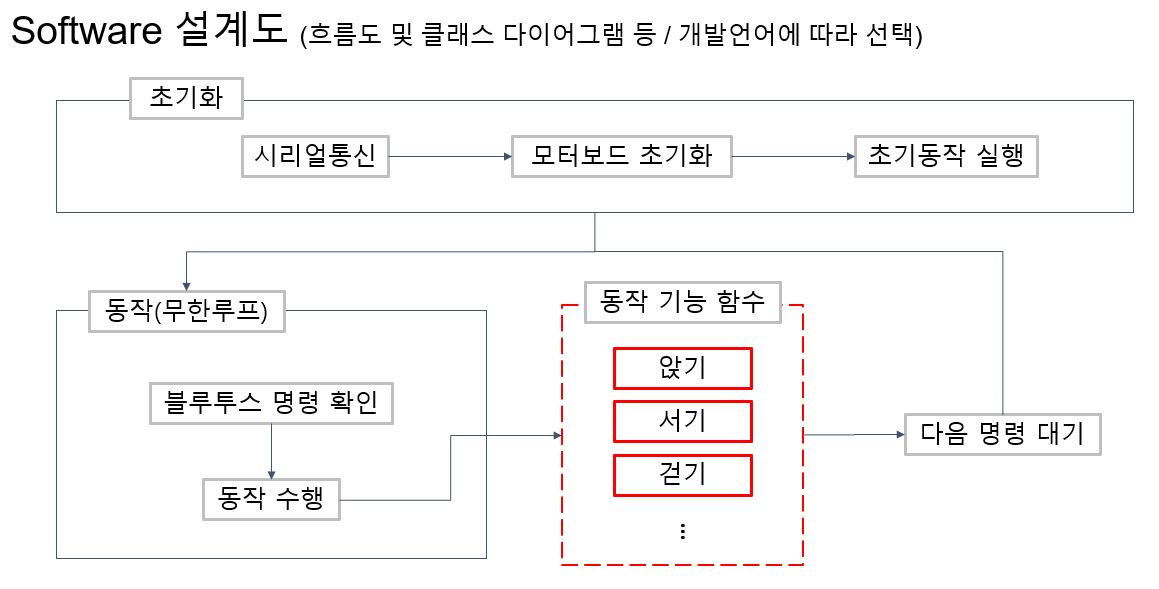 Software 설계도 (흐름도 및 클래스 다이어그램 등 / 개발언어에 따라 선택)
초기화
시리얼통신
모터보드 초기화
초기동작 실행
동작(무한루프)
블루투스 명령 확인
동작 수행
동작 기능 함수
앉기
서기
걷기
⋮
다음 명령 대기